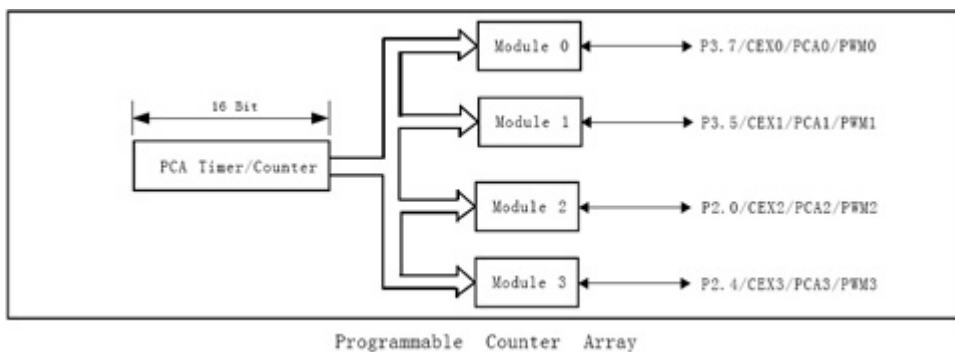 Module 0
P3.7/CEX0/PCA0/PWM0
16 Bit
Module 1
P3.5/CEX1/PCA1/PWM1
PCA Timer/Counter
Module 2
P2.0/CEX2/PCA2/PWM2
Module 3
P2.4/CEX3/PCA3/PWM3
Programmable Counter Array